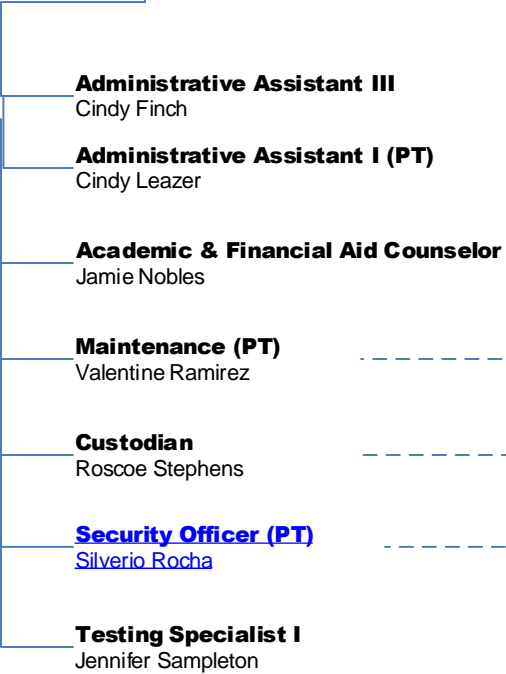 Administrative Assistant III
Cindy Finch
Administrative Assistant I (PT)
Cindy Leazer
Academic & Financial Aid Counselor
Jamie Nobles
Maintenance (PT)
Valentine Ramirez
Custodian
Roscoe Stephens
Security Officer (PT)
Silverio Rocha
Testing Specialist I
Jennifer Sampleton